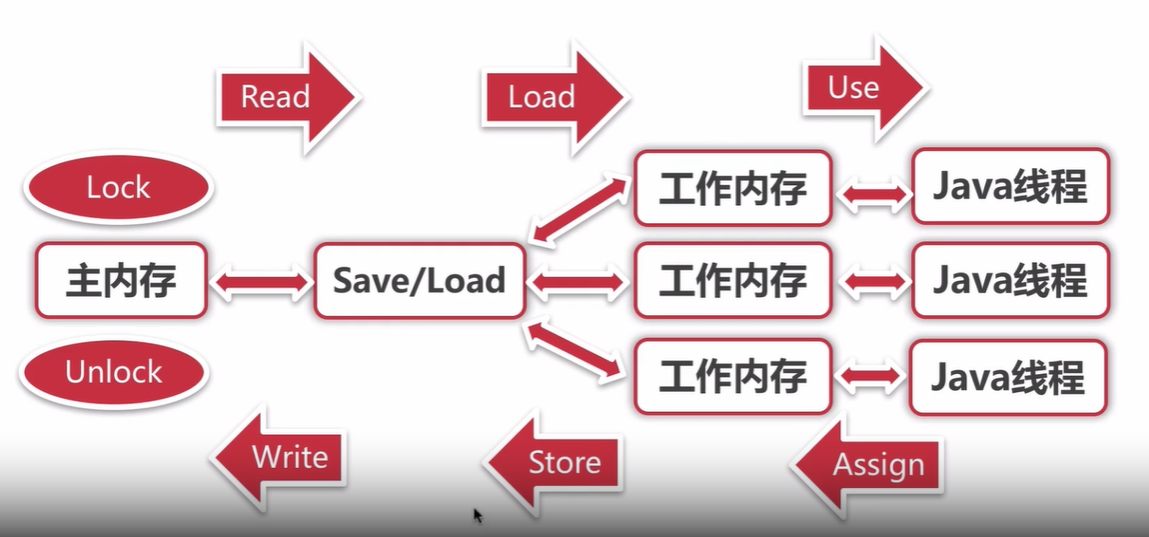 Read
Load
Use
Lock
工作内存
Java线程
主内存
Save/Load
工作内存
Java线程
Unlock
工作内存
Java线程
Write
Store
Assign